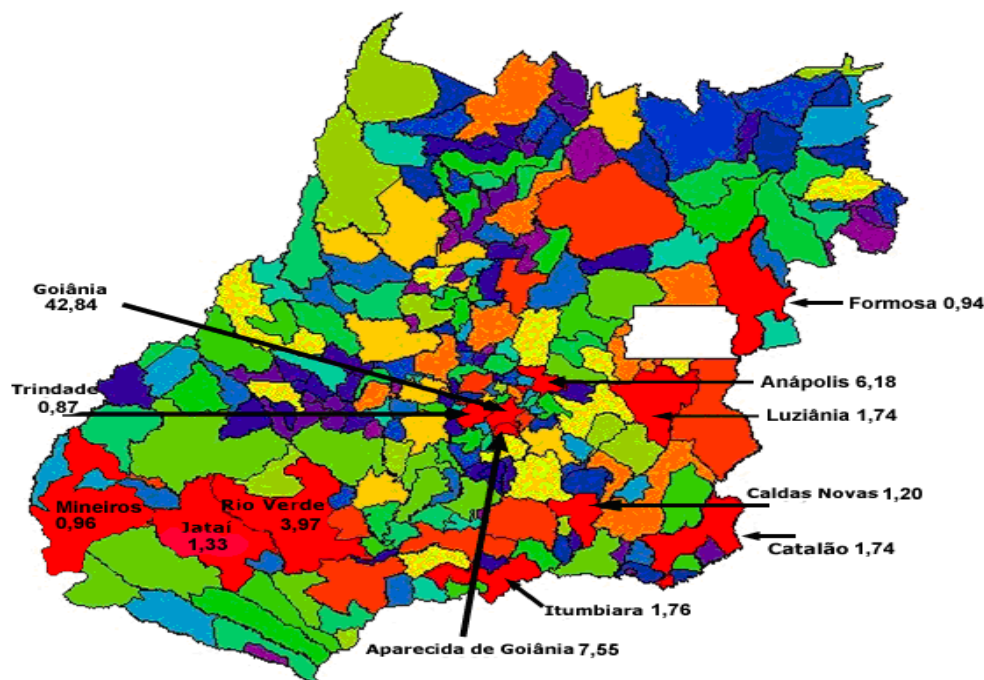 Goiânia
42,84
Formosa 0,94
Trindade
0,87
Anápolis 6,18
Luziânia 1,74
Mineiros
0,96
Rio Verde
3,97
Jataí
1,33
Caldas Novas 1,20
Catalão 1,74
Itumbiara 1,76
Aparecida de Goiânia 7,55